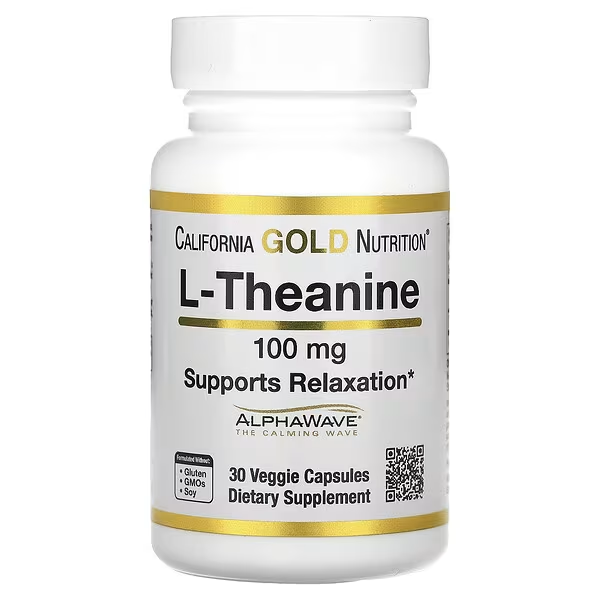 CALIFORNIA GOLD NUTRITION®
L-Theanine
100 mg
Supports Relaxation*
ALPHAWAVE®
THE CALMING WAVE
Formulated Without:
• Gluten
• GMOs
• Soy
30 Veggie Capsules
Dietary Supplement